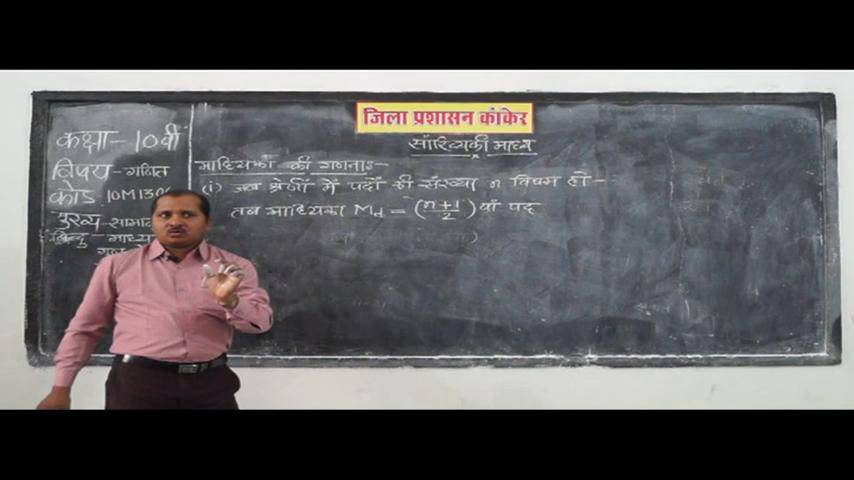 जिला प्रशासन कांकेर
सांख्यिकी माध्य
कक्षा - 10वीं
विषय - गणित
कोड 10M130
मुख्य - सामा
बिन्दु माध्य
माध्यिका की गणना:-
(i) जब श्रेणी में पदों की संख्या n विषम हो -
तब माध्यिका Md = (n+1/2) वाँ पद